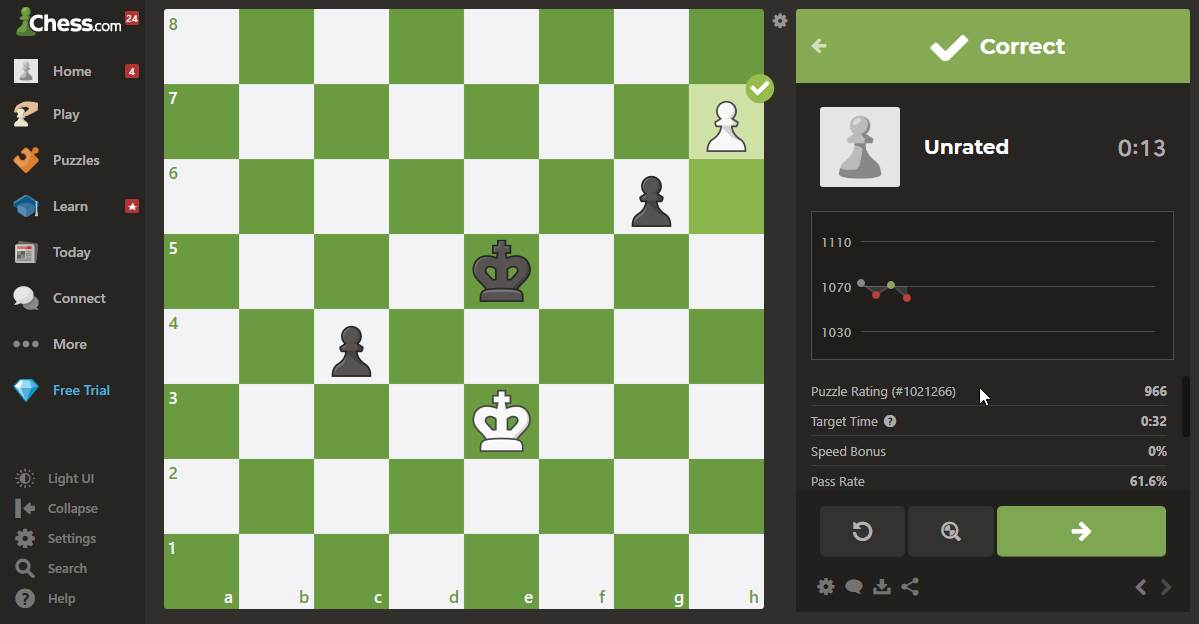 Chess.com 24
Home 4
Play
Puzzles
Learn
Today
Connect
More
Free Trial
Light UI
Collapse
Settings
Search
Help
8
7
6
5
4
3
2
1
a b c d e f g h
Correct
Unrated 0:13
1110
1070
1030
Puzzle Rating (#1021266) 966
Target Time ? 0:32
Speed Bonus 0%
Pass Rate 61.6%